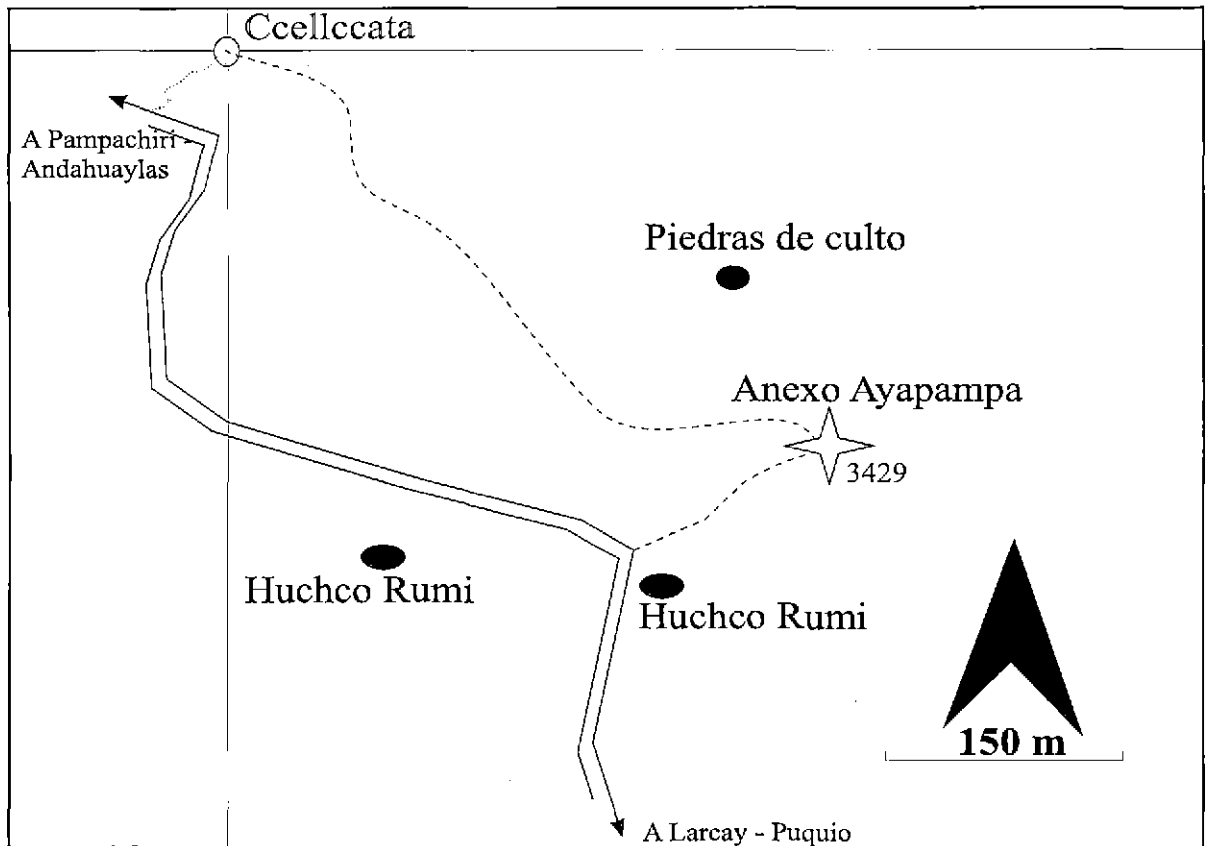 Ccellccata
A Pampachiri -
Andahuaylas
Piedras de culto
Anexo Ayapampa
3429
Huchco Rumi
Huchco Rumi
150 m
A Larcay - Puquio